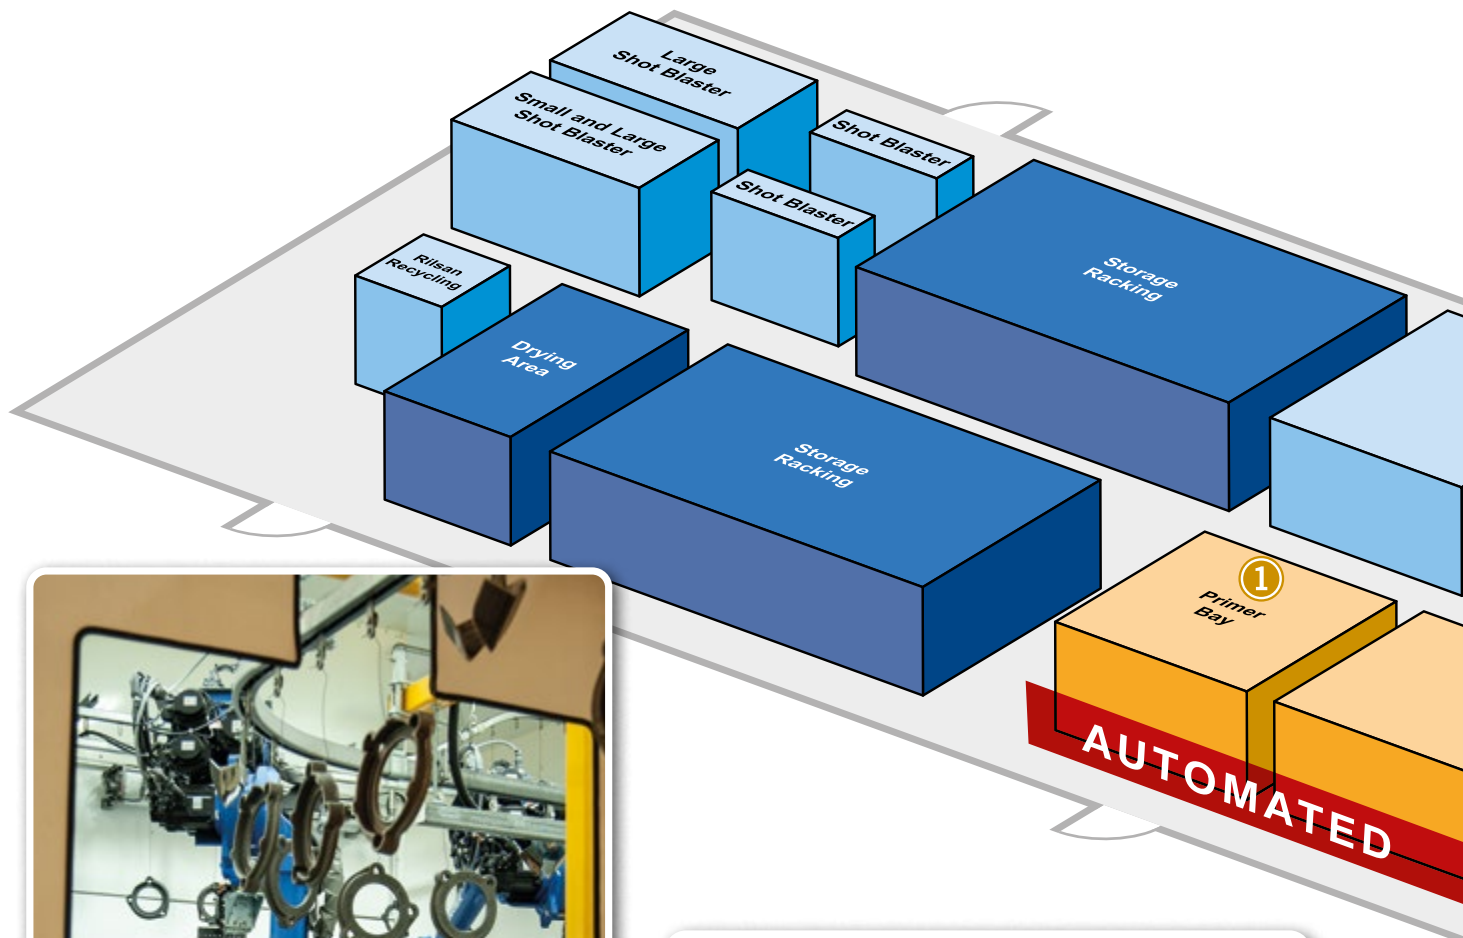 Large
Shot Blaster
Small and Large
Shot Blaster
Shot Blaster
Shot Blaster
Rilsan
Recycling
Storage
Racking
Drying
Area
Storage
Racking
1
Primer
Bay
AUTOMATED